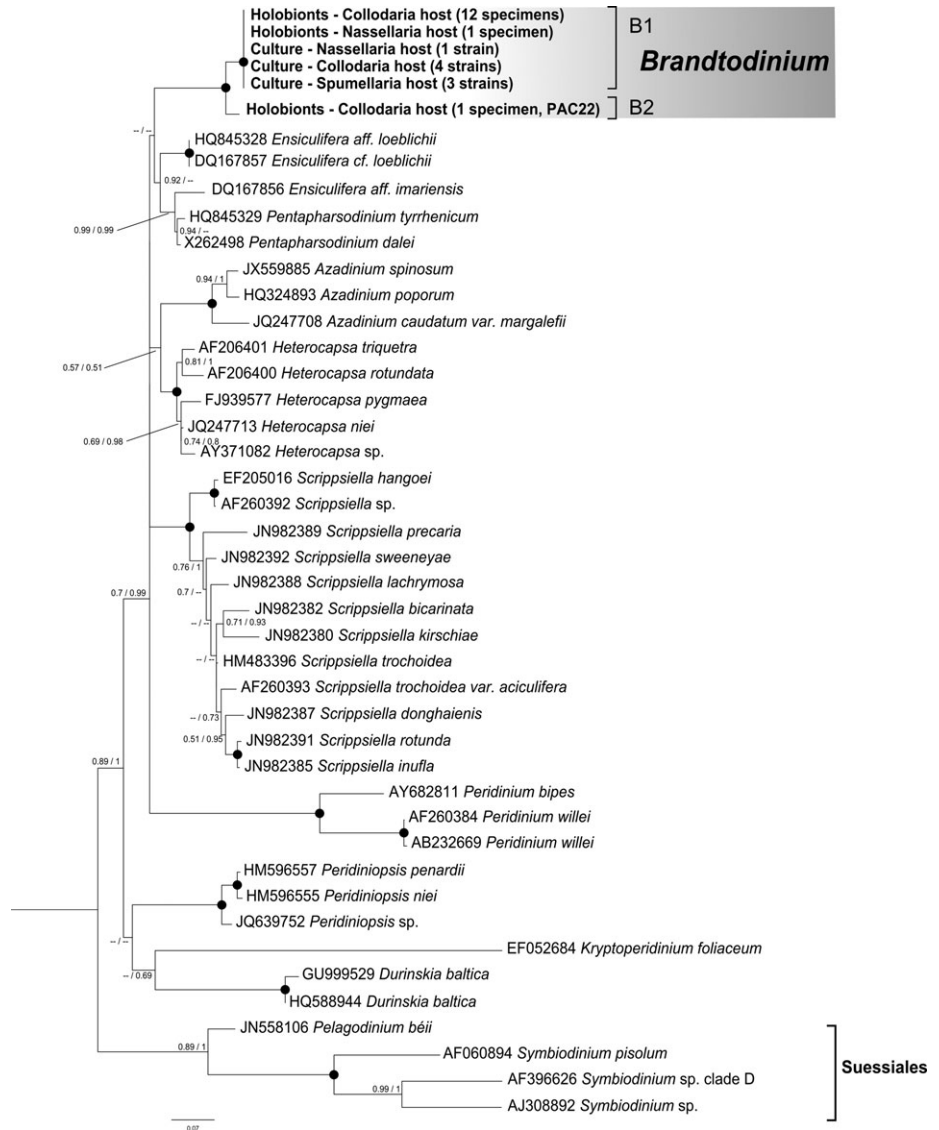 Holobionts - Collodaria host (12 specimens)
Holobionts - Nassellaria host (1 specimen)
Culture - Nassellaria host (1 strain)
Culture - Collodaria host (4 strains)
Culture - Spumellaria host (3 strains)
B1
Brandtodinium
Holobionts - Collodaria host (1 specimen, PAC22)
B2
-- / --
HQ845328 Ensiculifera aff. loeblichii
DQ167857 Ensiculifera cf. loeblichii
0.92 / --
DQ167856 Ensiculifera aff. imariensis
0.99 / 0.99
HQ845329 Pentapharsodinium tyrrhenicum
0.94 / --
X262498 Pentapharsodinium dalei
JX559885 Azadinium spinosum
0.94 / 1
HQ324893 Azadinium poporum
JQ247708 Azadinium caudatum var. margalefii
AF206401 Heterocapsa triquetra
0.81 / 1
0.57 / 0.51
AF206400 Heterocapsa rotundata
FJ939577 Heterocapsa pygmaea
JQ247713 Heterocapsa niei
0.69 / 0.98
0.74 / 0.8
AY371082 Heterocapsa sp.
EF205016 Scrippsiella hangoei
AF260392 Scrippsiella sp.
JN982389 Scrippsiella precaria
JN982392 Scrippsiella sweeneyae
0.76 / 1
JN982388 Scrippsiella lachrymosa
0.7 / --
0.7 / 0.99
JN982382 Scrippsiella bicarinata
-- / --
0.71 / 0.93
JN982380 Scrippsiella kirschiae
-- / --
HM483396 Scrippsiella trochoidea
AF260393 Scrippsiella trochoidea var. aciculifera
JN982387 Scrippsiella donghaienis
-- / 0.73
0.51 / 0.95
JN982391 Scrippsiella rotunda
JN982385 Scrippsiella inufla
0.89 / 1
AY682811 Peridinium bipes
AF260384 Peridinium willei
AB232669 Peridinium willei
HM596557 Peridiniopsis penardii
HM596555 Peridiniopsis niei
JQ639752 Peridiniopsis sp.
-- / --
EF052684 Kryptoperidinium foliaceum
-- / 0.69
GU999529 Durinskia baltica
HQ588944 Durinskia baltica
JN558106 Pelagodinium béii
0.89 / 1
AF060894 Symbiodinium pisolum
Suessiales
AF396626 Symbiodinium sp. clade D
0.99 / 1
AJ308892 Symbiodinium sp.
0.07